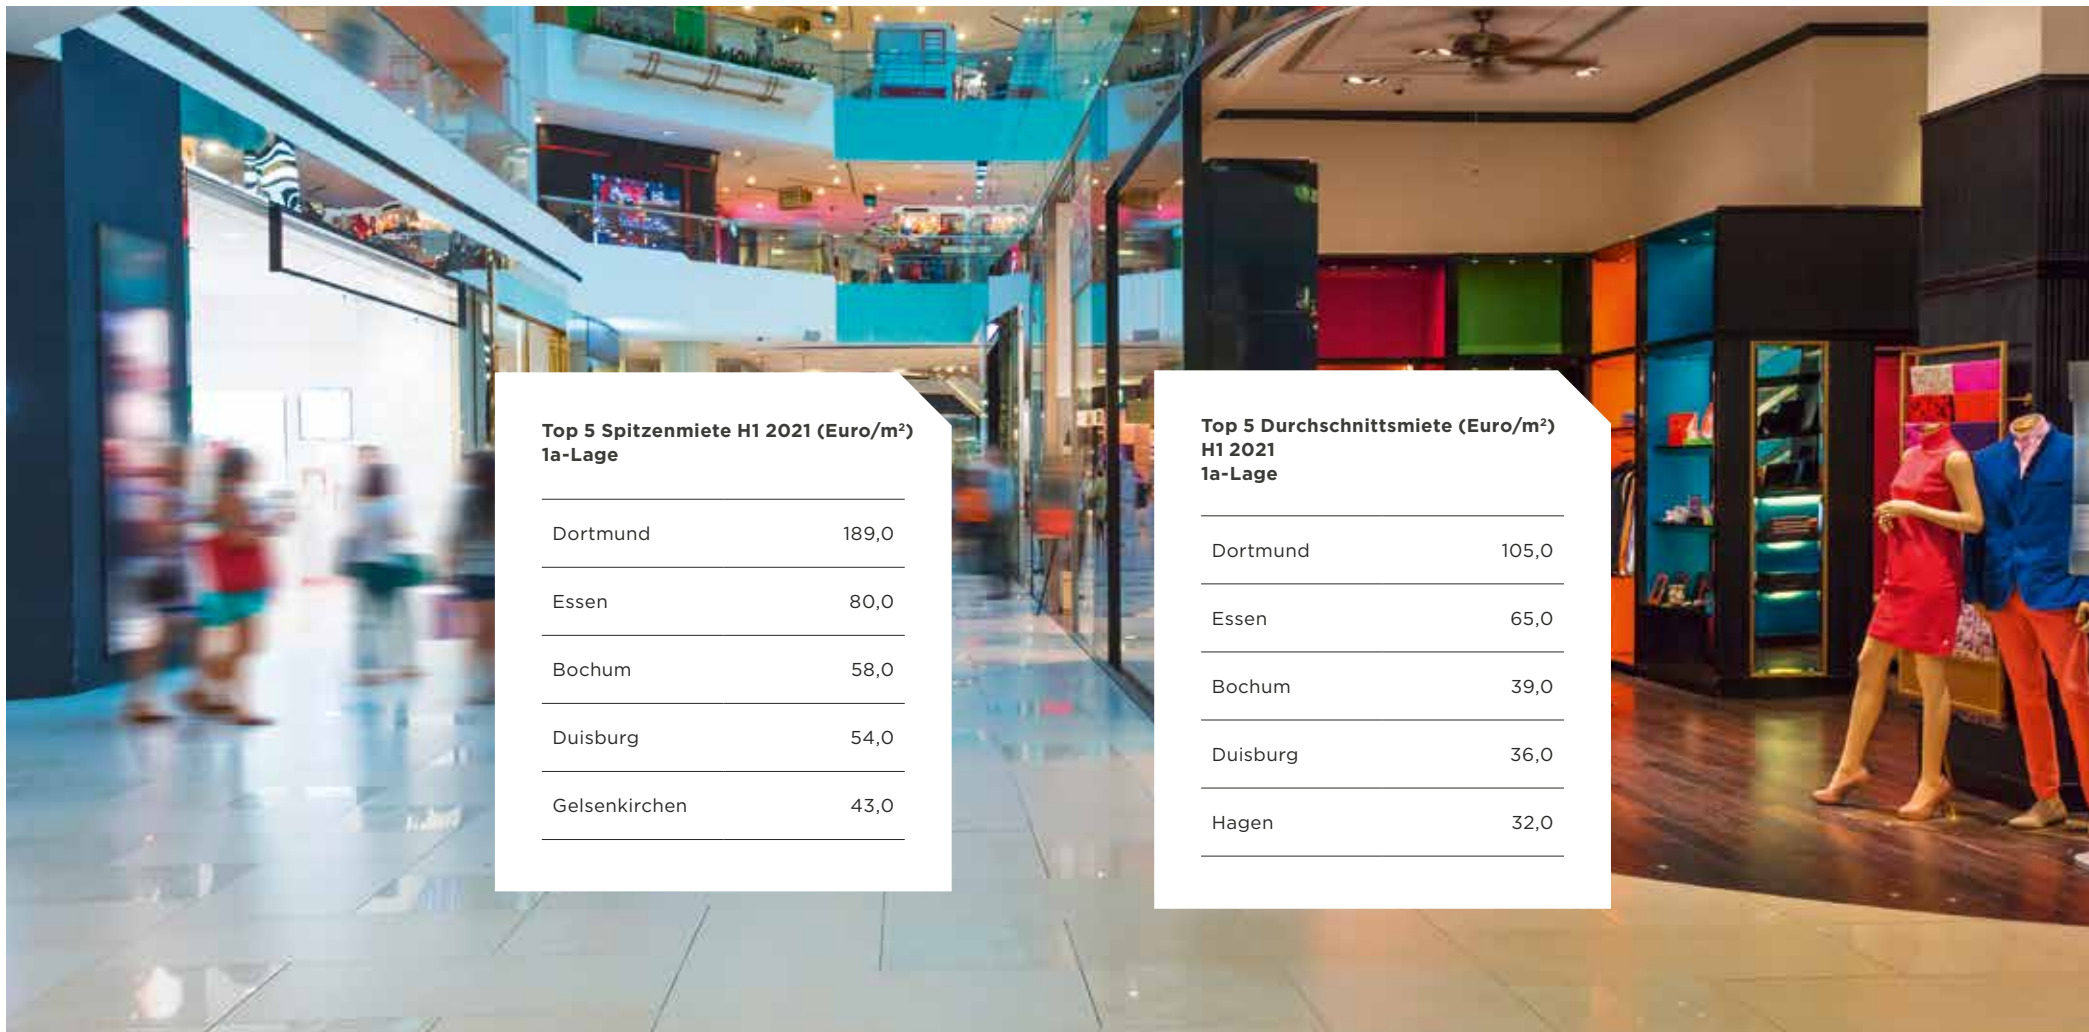 Top 5 Spitzenmiete H1 2021 (Euro/m²)
1a-Lage
Dortmund 189,0
Essen 80,0
Bochum 58,0
Duisburg 54,0
Gelsenkirchen 43,0
Top 5 Durchschnittsmiete (Euro/m²)
H1 2021
1a-Lage
Dortmund 105,0
Essen 65,0
Bochum 39,0
Duisburg 36,0
Hagen 32,0